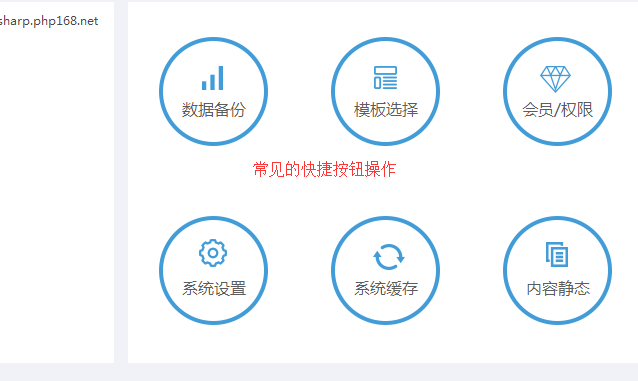 sharp.php168.net
数据备份
模板选择
会员/权限
常见的快捷按钮操作
系统设置
系统缓存
内容静态